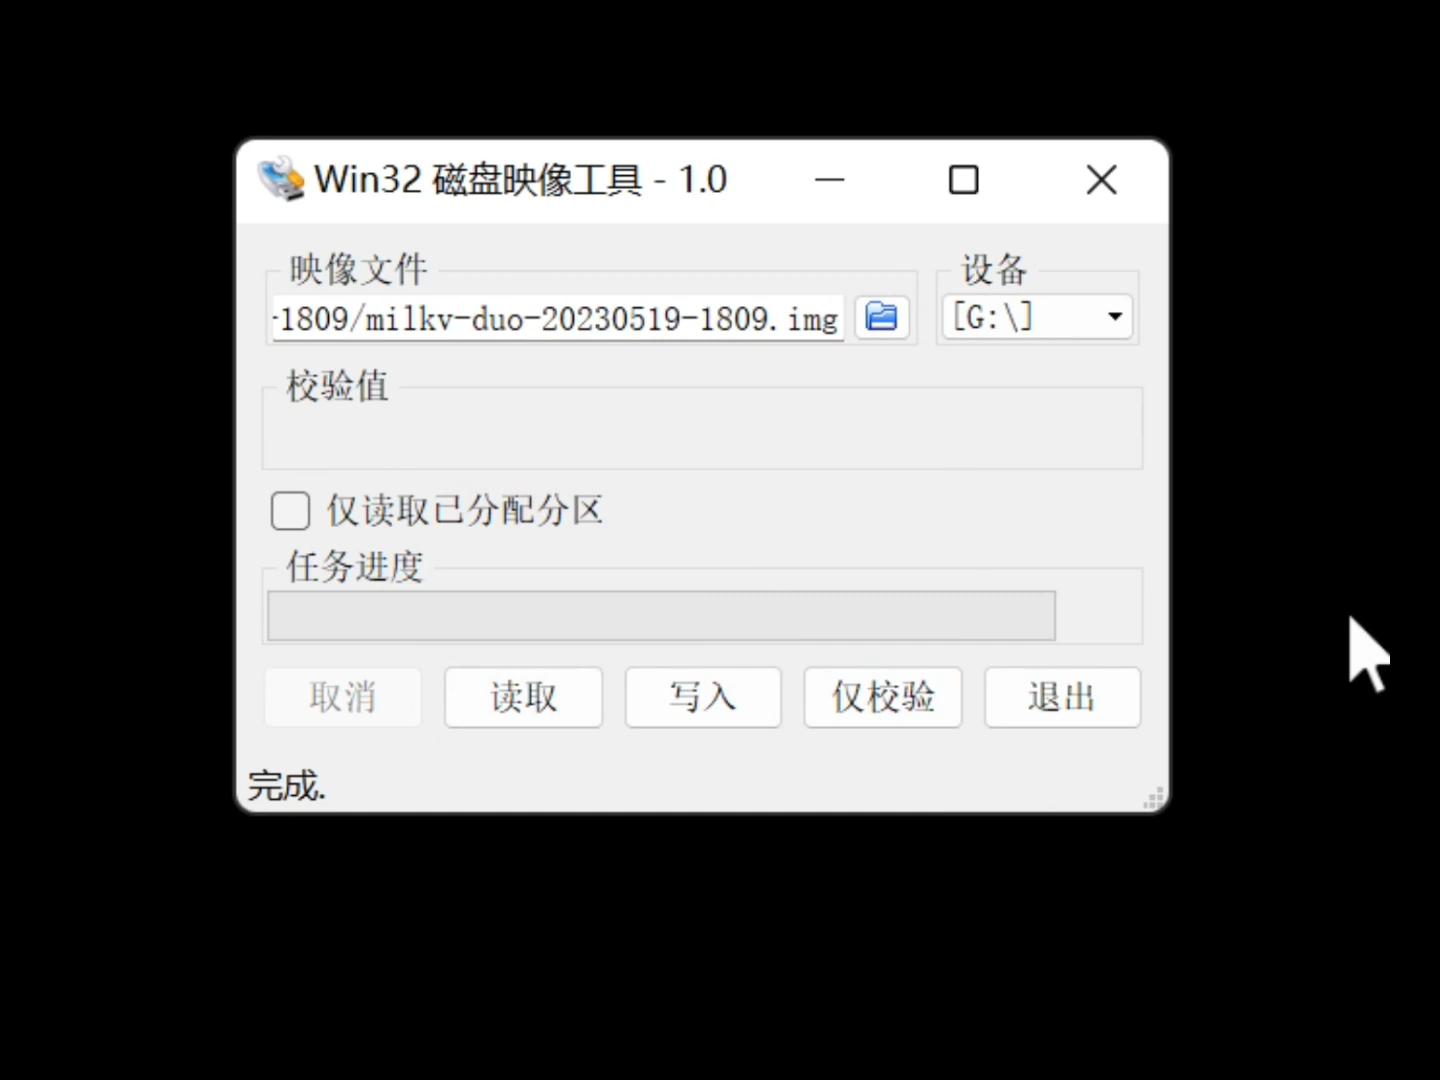 Win32 磁盘映像工具 - 1.0
映像文件
设备
-1809/milkv-duo-20230519-1809.img
[G:\]
校验值
仅读取已分配分区
任务进度
取消
读取
写入
仅校验
退出
完成.